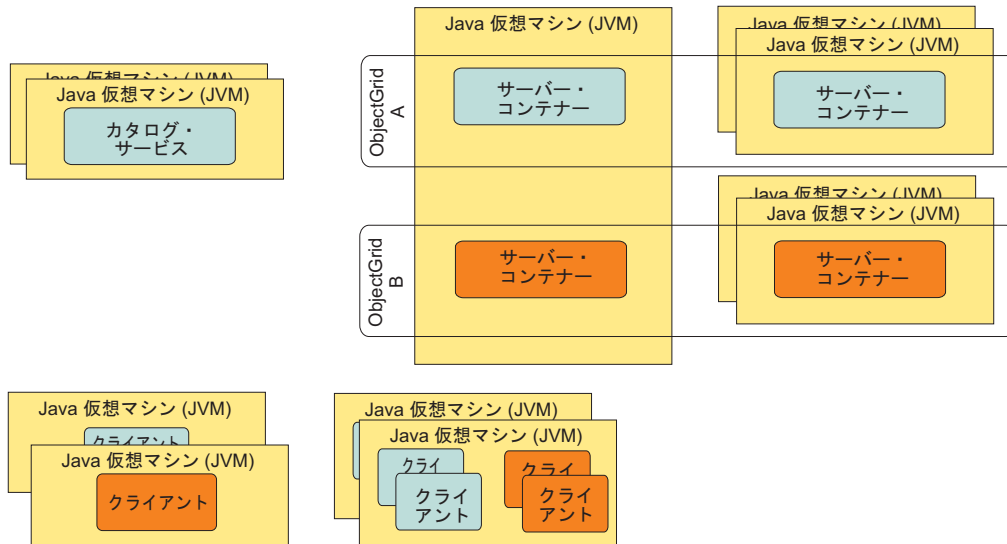 Java 仮想マシン (JVM)
Java 仮想マシン (JVM)
カタログ・
サービス
Java 仮想マシン (JVM)
ObjectGrid
A
サーバー・
コンテナー
Java 仮想マシン (JVM)
Java 仮想マシン (JVM)
サーバー・
コンテナー
ObjectGrid
B
サーバー・
コンテナー
Java 仮想マシン (JVM)
Java 仮想マシン (JVM)
サーバー・
コンテナー
Java 仮想マシン (JVM)
クライアント
Java 仮想マシン (JVM)
クライアント
Java 仮想マシン (JVM)
Java 仮想マシン (JVM)
クライ
クライ
アント
クライ
クライ
アント